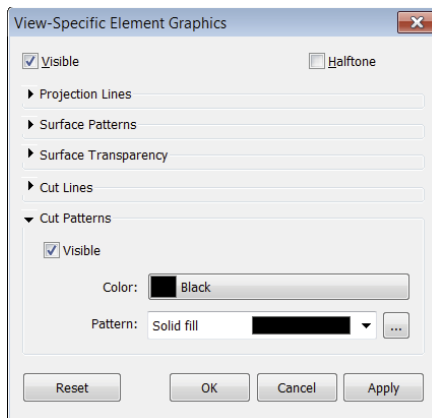 View-Specific Element Graphics
Visible
Halftone
Projection Lines
Surface Patterns
Surface Transparency
Cut Lines
Cut Patterns
Visible
Color: Black
Pattern: Solid fill ...
Reset OK Cancel Apply